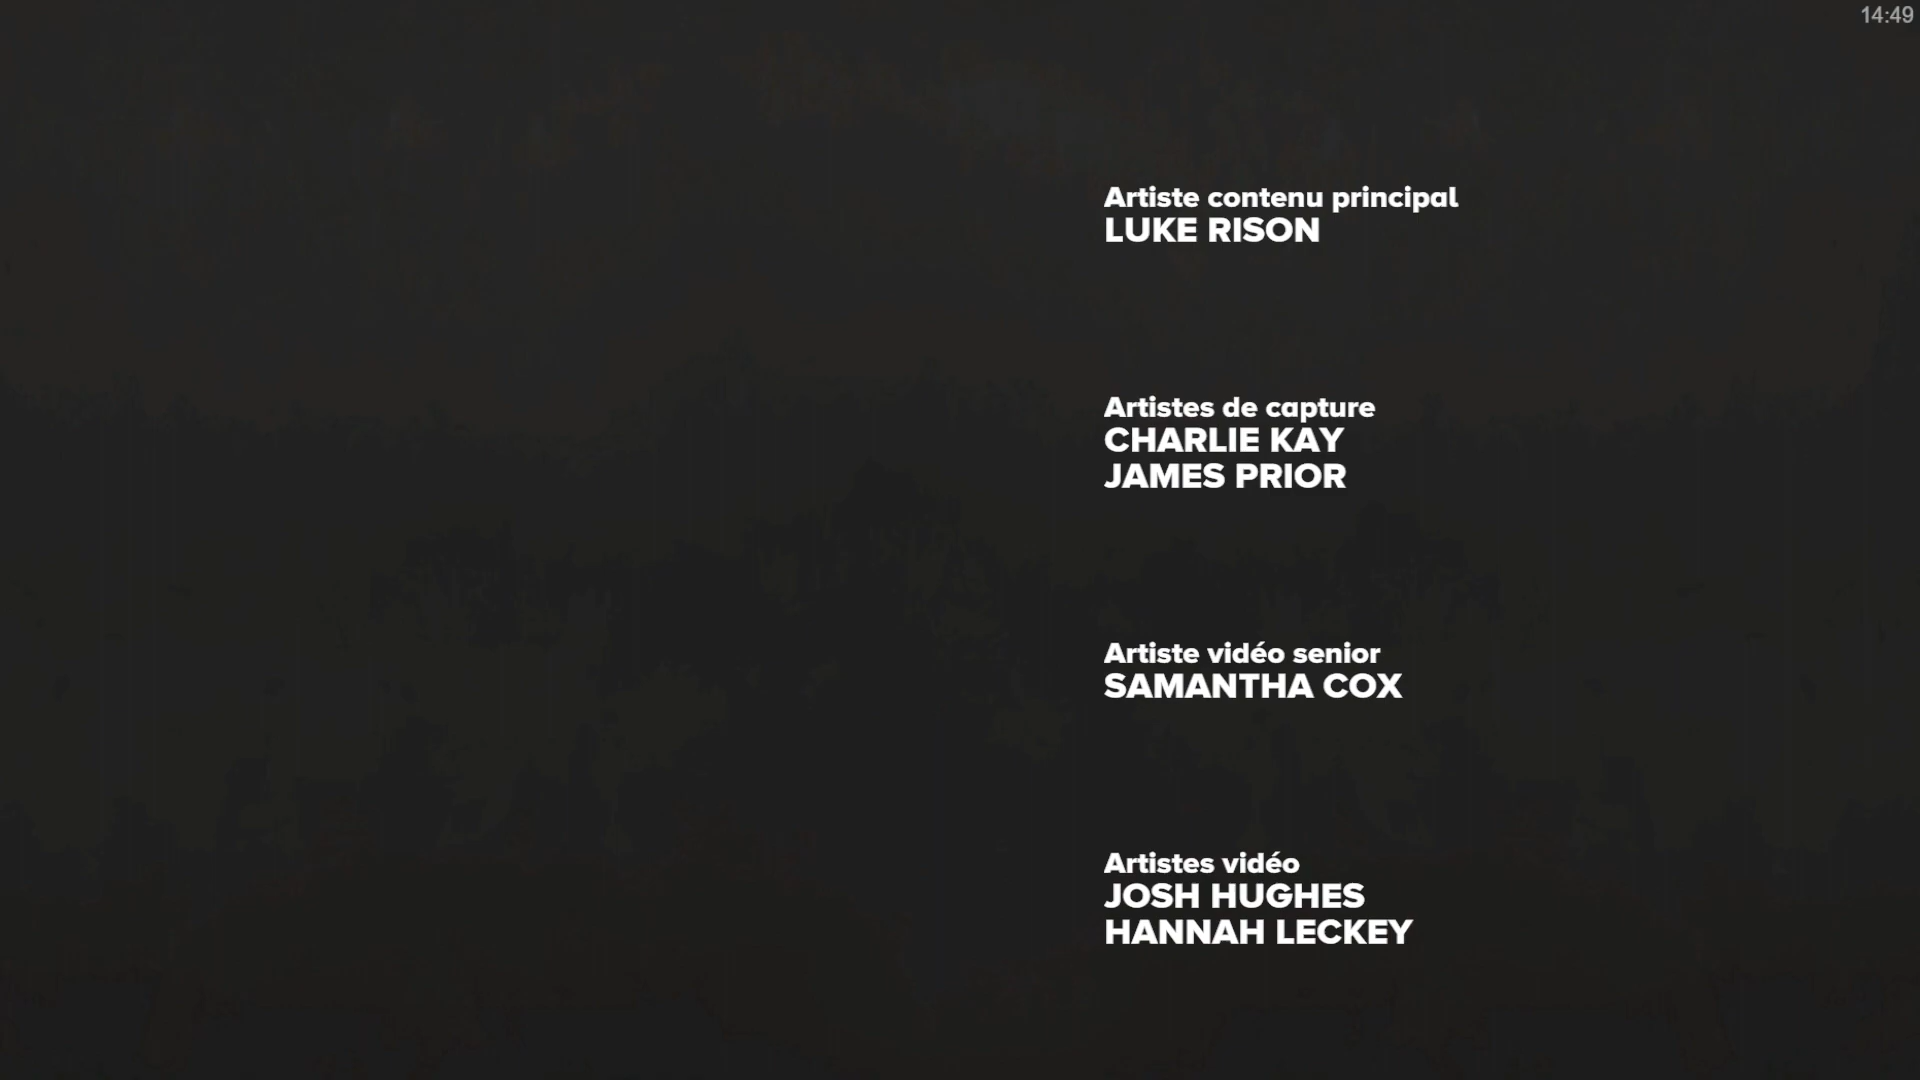 14:49
Artiste contenu principal
LUKE RISON
Artistes de capture
CHARLIE KAY
JAMES PRIOR
Artiste vidéo senior
SAMANTHA COX
Artistes vidéo
JOSH HUGHES
HANNAH LECKEY